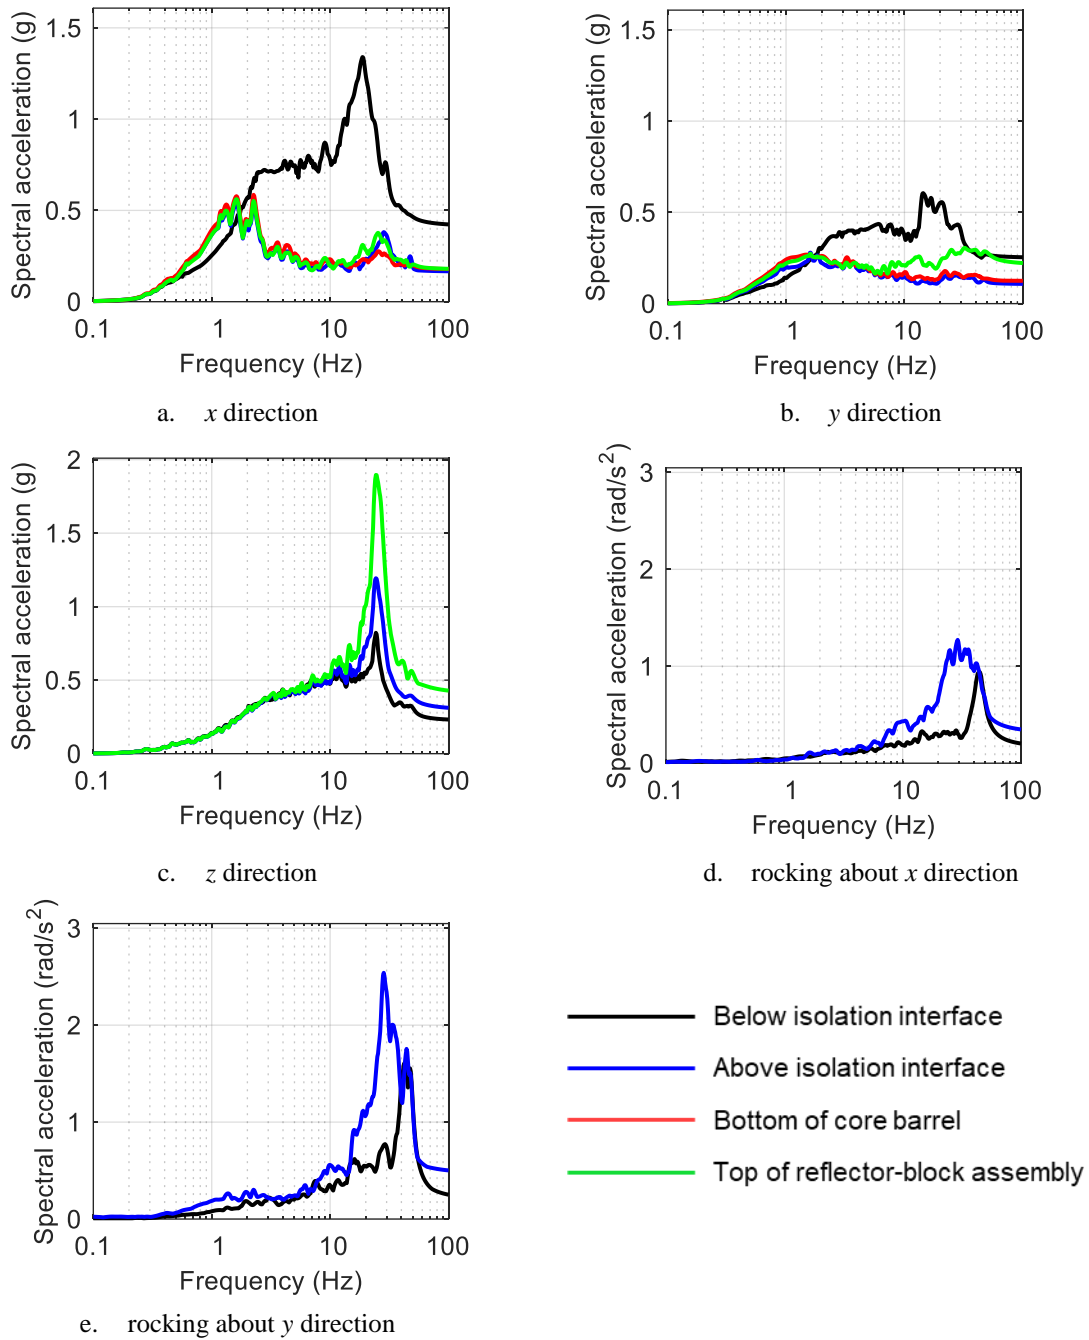 Spectral acceleration (g)
1.5
1
0.5
0
0.1
1
10
100
Frequency (Hz)
a. x direction
Spectral acceleration (g)
1.5
1
0.5
0
0.1
1
10
100
Frequency (Hz)
b. y direction
Spectral acceleration (g)
2
1.5
1
0.5
0
0.1
1
10
100
Frequency (Hz)
c. z direction
Spectral acceleration (rad/s²)
3
2
1
0
0.1
1
10
100
Frequency (Hz)
d. rocking about x direction
Spectral acceleration (rad/s²)
3
2
1
0
0.1
1
10
100
Frequency (Hz)
e. rocking about y direction
Below isolation interface
Above isolation interface
Bottom of core barrel
Top of reflector-block assembly